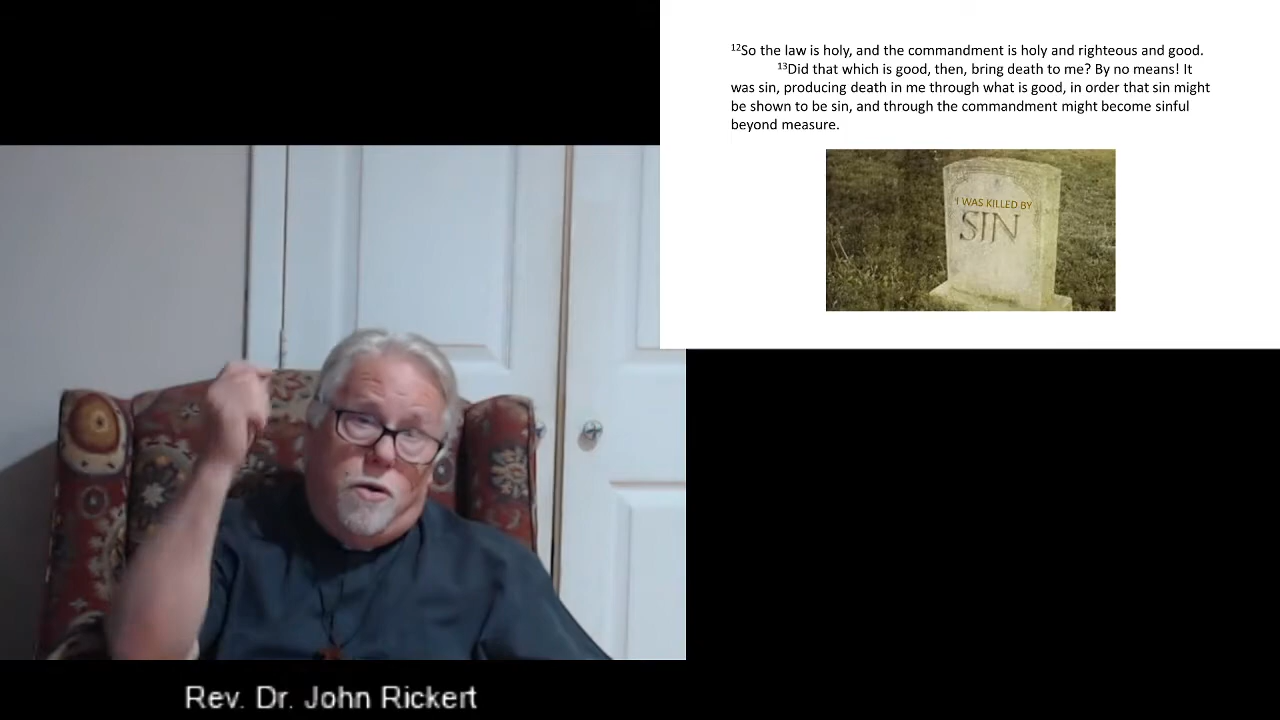 ¹²So the law is holy, and the commandment is holy and righteous and good.
¹³Did that which is good, then, bring death to me? By no means! It
was sin, producing death in me through what is good, in order that sin might
be shown to be sin, and through the commandment might become sinful
beyond measure.
I WAS KILLED BY
SIN
Rev. Dr. John Rickert